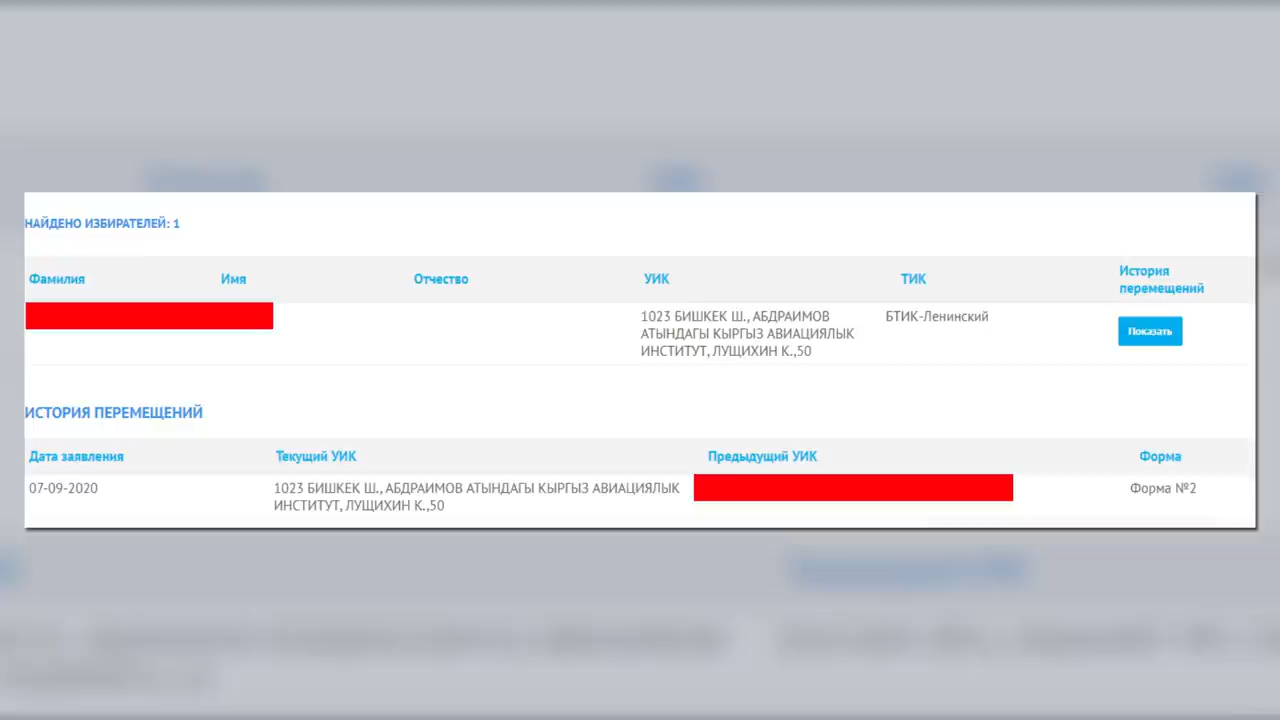 НАЙДЕНО ИЗБИРАТЕЛЕЙ: 1
Фамилия Имя Отчество УИК ТИК История
перемещений
1023 БИШКЕК Ш., АБДРАИМОВ БТИК-Ленинский
АТЫНДАГЫ КЫРГЫЗ АВИАЦИЯЛЫК Показать
ИНСТИТУТ, ЛУЩИХИН К.,50
ИСТОРИЯ ПЕРЕМЕЩЕНИЙ
Дата заявления Текущий УИК Предыдущий УИК Форма
07-09-2020 1023 БИШКЕК Ш., АБДРАИМОВ АТЫНДАГЫ КЫРГЫЗ АВИАЦИЯЛЫК Форма №2
ИНСТИТУТ, ЛУЩИХИН К.,50